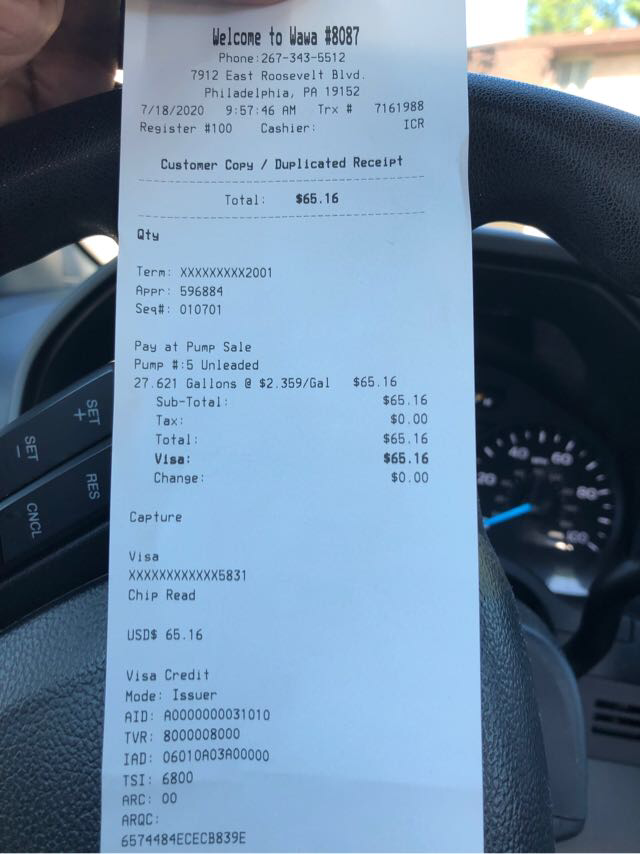 Welcome to Wawa #8087
Phone:267-343-5512
7912 East Roosevelt Blvd.
Philadelphia, PA 19152
7/18/2020 9:57:46 AM Trx # 7161988
Register #100 Cashier: ICR
Customer Copy / Duplicated Receipt
Total: $65.16
Qty
Term: XXXXXXXXX2001
Appr: 596884
Seq#: 010701
Pay at Pump Sale
Pump #:5 Unleaded
27.621 Gallons @ $2.359/Gal $65.16
Sub-Total: $65.16
Tax: $0.00
Total: $65.16
Visa: $65.16
Change: $0.00
Capture
Visa
XXXXXXXXXXXX5831
Chip Read
USD$ 65.16
Visa Credit
Mode: Issuer
AID: A0000000031010
TVR: 8000008000
IAD: 06010A03A00000
TSI: 6800
ARC: 00
ARQC:
6574484ECECB839E
SET +
SET -
RES
CNCL
20 40 60 80